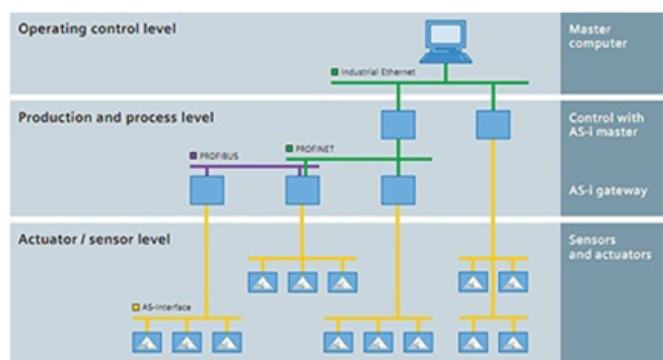 Operating control level
Master
computer
Industrial Ethernet
Production and process level
Control with
AS-i master
PROFIBUS
PROFINET
AS-i gateway
Actuator / sensor level
Sensors
and actuators
AS-Interface